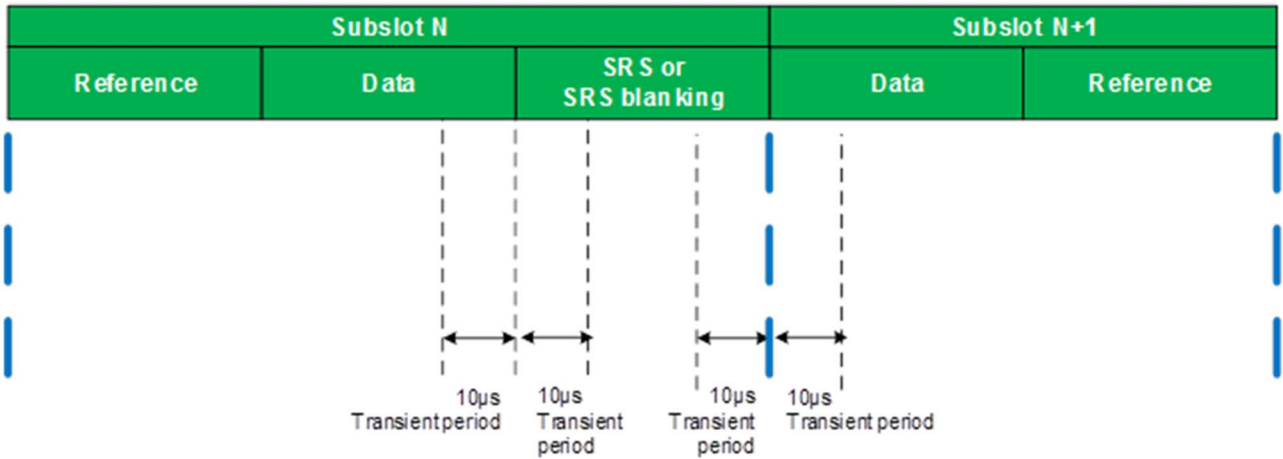 Subslot N
Subslot N+1
Reference
Data
SRS or
SRS blanking
Data
Reference
10µs
Transient period
10µs
Transient
period
10µs
Transient
period
10µs
Transient period